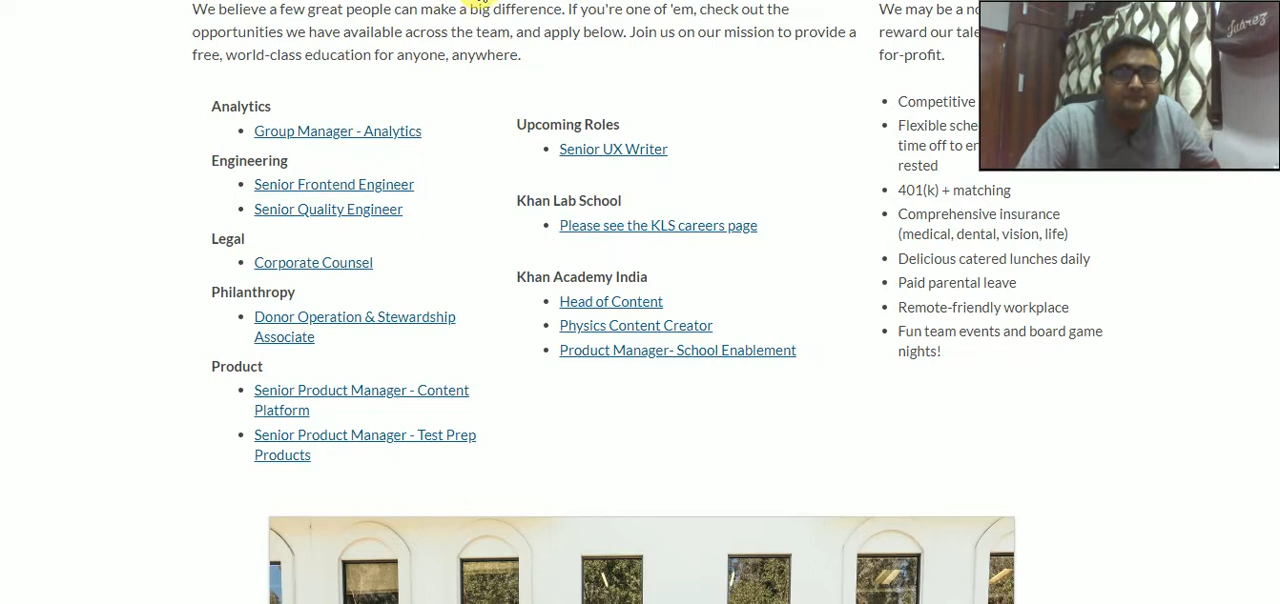 We believe a few great people can make a big difference. If you're one of 'em, check out the
opportunities we have available across the team, and apply below. Join us on our mission to provide a
free, world-class education for anyone, anywhere.
Analytics
• Group Manager - Analytics
Engineering
• Senior Frontend Engineer
• Senior Quality Engineer
Legal
• Corporate Counsel
Philanthropy
• Donor Operation & Stewardship
Associate
Product
• Senior Product Manager - Content
Platform
• Senior Product Manager - Test Prep
Products
Upcoming Roles
• Senior UX Writer
Khan Lab School
• Please see the KLS careers page
Khan Academy India
• Head of Content
• Physics Content Creator
• Product Manager- School Enablement
We may be a
reward our
for-profit.
• Competitive
• Flexible
time off to
rested
• 401(k) + matching
• Comprehensive insurance
(medical, dental, vision, life)
• Delicious catered lunches daily
• Paid parental leave
• Remote-friendly workplace
• Fun team events and board game
nights!
Juarez